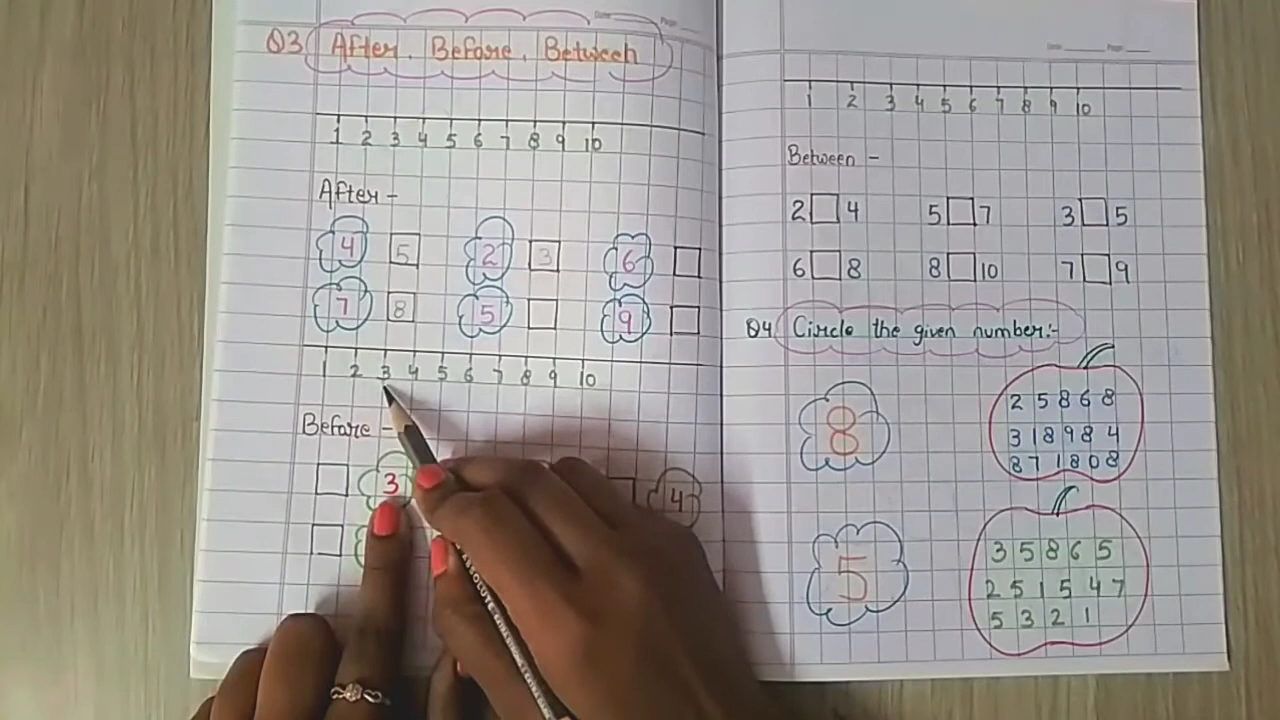 Date Page
Q3 After, Before, Between
1 2 3 4 5 6 7 8 9 10
After -
4 5 2 3 6
7 8 5 9
1 2 3 4 5 6 7 8 9 10
Before -
3 4
ABSOLUTE
Date Page
1 2 3 4 5 6 7 8 9 10
Between -
2 4 5 7 3 5
6 8 8 10 7 9
Q4 Circle the given number:-
8
2 5 8 6 8
3 1 8 9 8 4
8 7 1 8 0 8
5
3 5 8 6 5
2 5 1 5 4 7
5 3 2 1